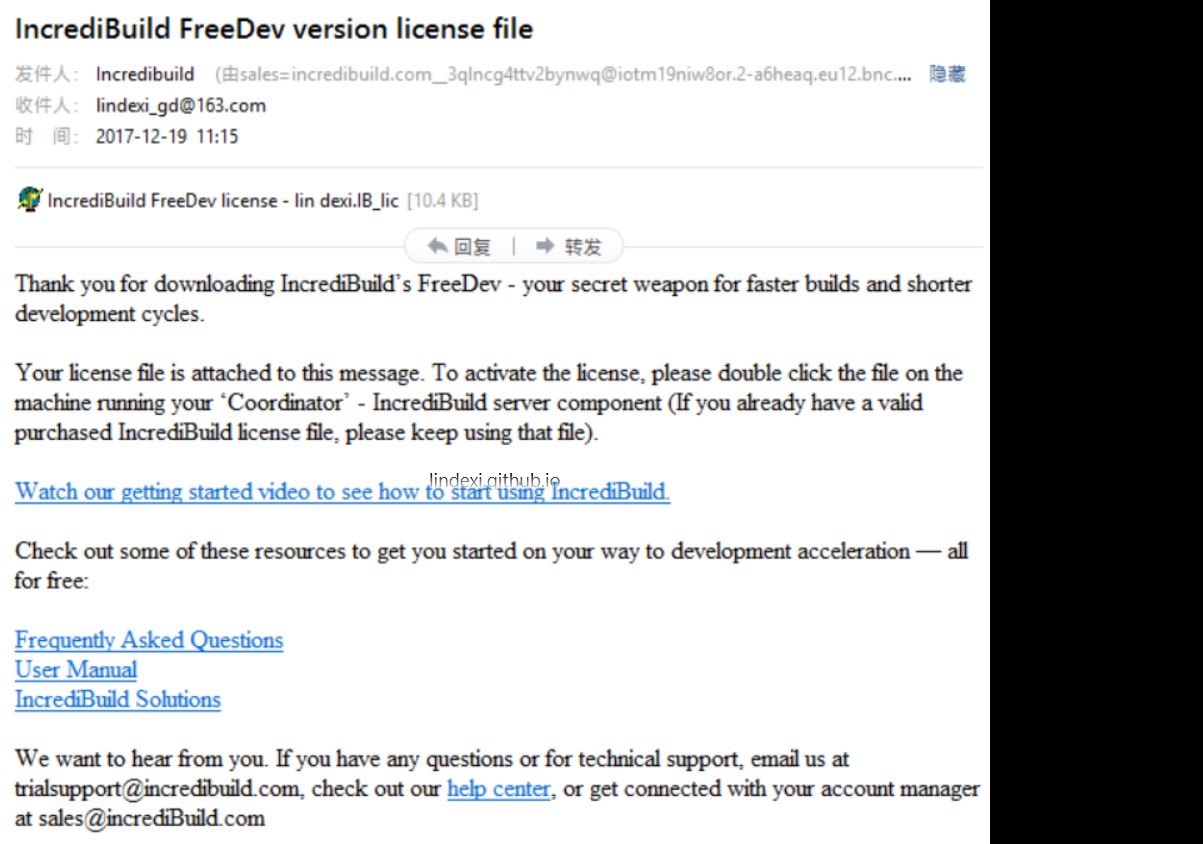 IncrediBuild FreeDev version license file
发件人: Incredibuild (由sales=incredibuild.com__3qlncg4ttv2bynwq@iotm19niw8or.2-a6heaq.eu12.bnc.... 隐藏
收件人: lindexi_gd@163.com
时 间: 2017-12-19 11:15
IncrediBuild FreeDev license - lin dexi.IB_lic [10.4 KB]
回复 | 转发
Thank you for downloading IncrediBuild’s FreeDev - your secret weapon for faster builds and shorter
development cycles.
Your license file is attached to this message. To activate the license, please double click the file on the
machine running your ‘Coordinator’ - IncrediBuild server component (If you already have a valid
purchased IncrediBuild license file, please keep using that file).
lindexi.github.io
Watch our getting started video to see how to start using IncrediBuild.
Check out some of these resources to get you started on your way to development acceleration — all
for free:
Frequently Asked Questions
User Manual
IncrediBuild Solutions
We want to hear from you. If you have any questions or for technical support, email us at
trialsupport@incredibuild.com, check out our help center, or get connected with your account manager
at sales@incrediBuild.com